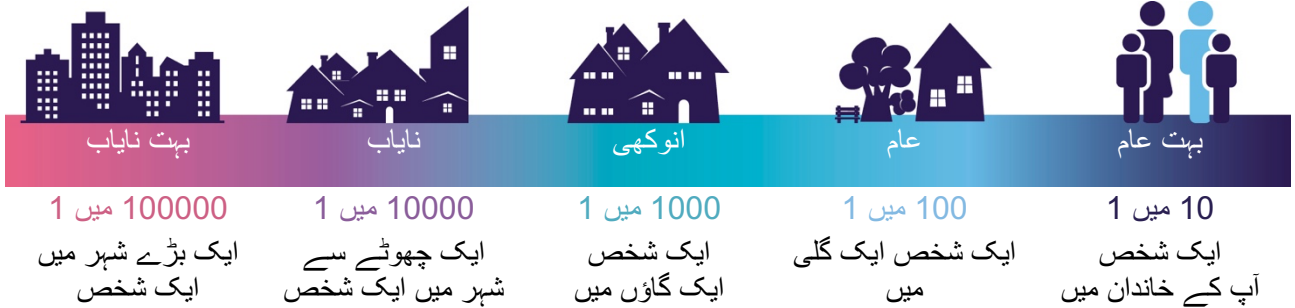 بہت عام
10 میں 1
ایک شخص
آپ کے خاندان میں
عام
100 میں 1
ایک شخص ایک گلی
میں
انوکھی
1000 میں 1
ایک شخص
ایک گاؤں میں
نایاب
10000 میں 1
ایک چھوٹے سے
شہر میں ایک شخص
بہت نایاب
100000 میں 1
ایک بڑے شہر میں
ایک شخص